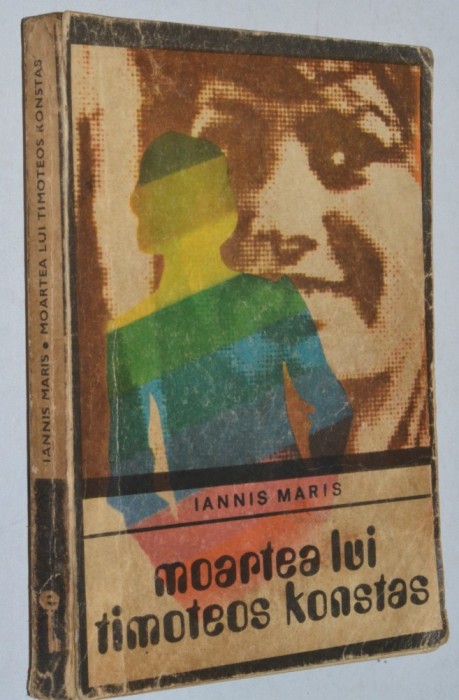 IANNIS MARIS • MOARTEA LUI TIMOTEOS KONSTAS
IANNIS MARIS
moartea lui
timoteos konstas